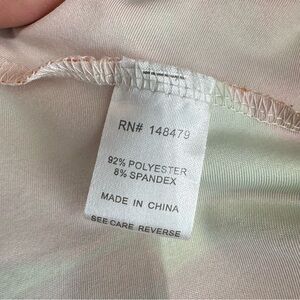 RN# 148479
92% POLYESTER
8% SPANDEX
MADE IN CHINA
SEE CARE REVERSE